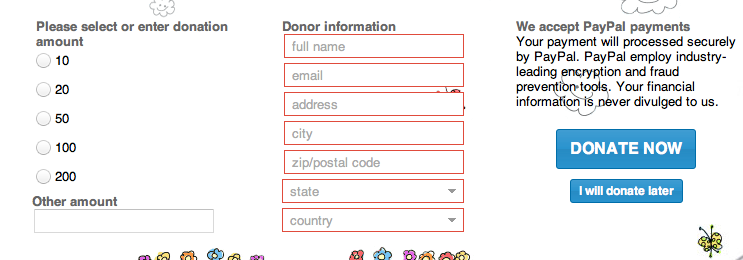 Please select or enter donation
amount
10
20
50
100
200
Other amount
Donor information
full name
email
address
city
zip/postal code
state
country
We accept PayPal payments
Your payment will processed securely
by PayPal. PayPal employ industry-
leading encryption and fraud
prevention tools. Your financial
information is never divulged to us.
DONATE NOW
I will donate later